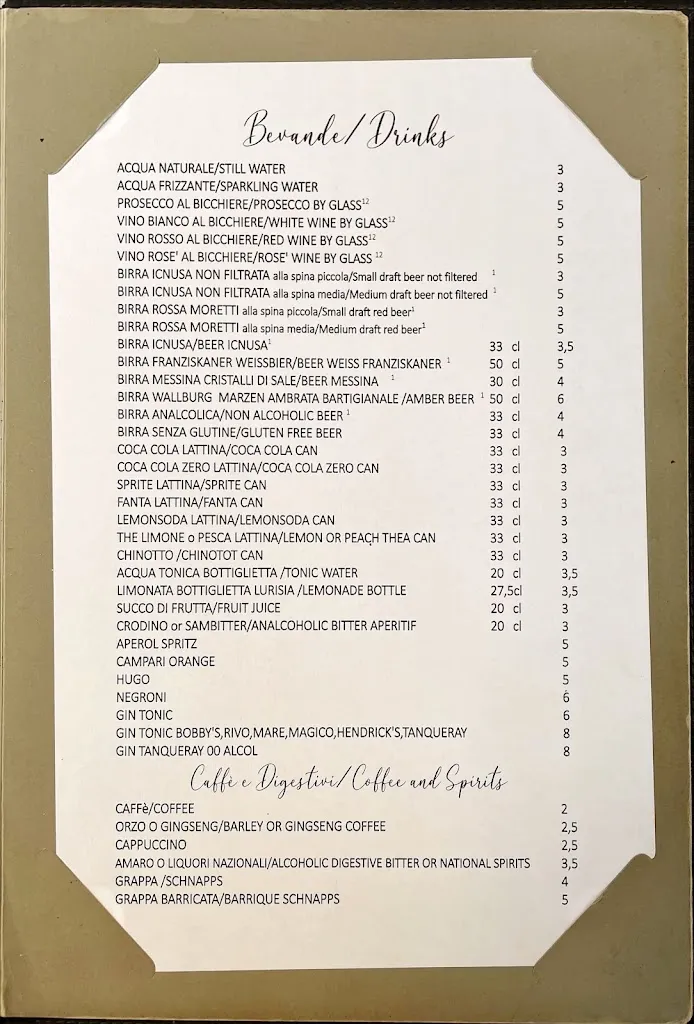 Bevande/ Drinks
ACQUA NATURALE/STILL WATER 3
ACQUA FRIZZANTE/SPARKLING WATER 3
PROSECCO AL BICCHIERE/PROSECCO BY GLASS12 5
VINO BIANCO AL BICCHIERE/WHITE WINE BY GLASS12 5
VINO ROSSO AL BICCHIERE/RED WINE BY GLASS12 5
VINO ROSE' AL BICCHIERE/ROSE' WINE BY GLASS 12 5
BIRRA ICNUSA NON FILTRATA alla spina piccola/Small draft beer not filtered 1 3
BIRRA ICNUSA NON FILTRATA alla spina media/Medium draft beer not filtered 1 5
BIRRA ROSSA MORETTI alla spina piccola/Small draft red beer1 3
BIRRA ROSSA MORETTI alla spina media/Medium draft red beer1 5
BIRRA ICNUSA/BEER ICNUSA1 33 cl 3,5
BIRRA FRANZISKANER WEISSBIER/BEER WEISS FRANZISKANER 1 50 cl 5
BIRRA MESSINA CRISTALLI DI SALE/BEER MESSINA 1 30 cl 4
BIRRA WALLBURG MARZEN AMBRATA BARTIGIANALE /AMBER BEER 1 50 cl 6
BIRRA ANALCOLICA/NON ALCOHOLIC BEER 1 33 cl 4
BIRRA SENZA GLUTINE/GLUTEN FREE BEER 33 cl 4
COCA COLA LATTINA/COCA COLA CAN 33 cl 3
COCA COLA ZERO LATTINA/COCA COLA ZERO CAN 33 cl 3
SPRITE LATTINA/SPRITE CAN 33 cl 3
FANTA LATTINA/FANTA CAN 33 cl 3
LEMONSODA LATTINA/LEMONSODA CAN 33 cl 3
THE LIMONE o PESCA LATTINA/LEMON OR PEACH THEA CAN 33 cl 3
CHINOTTO /CHINOTOT CAN 33 cl 3
ACQUA TONICA BOTTIGLIETTA /TONIC WATER 20 cl 3,5
LIMONATA BOTTIGLIETTA LURISIA /LEMONADE BOTTLE 27,5cl 3,5
SUCCO DI FRUTTA/FRUIT JUICE 20 cl 3
CRODINO or SAMBITTER/ANALCOHOLIC BITTER APERITIF 20 cl 3
APEROL SPRITZ 5
CAMPARI ORANGE 5
HUGO 5
NEGRONI 6
GIN TONIC 6
GIN TONIC BOBBY'S,RIVO,MARE,MAGICO,HENDRICK'S,TANQUERAY 8
GIN TANQUERAY 00 ALCOL 8
Caffè e Digestivi/ Coffee and Spirits
CAFFè/COFFEE 2
ORZO O GINGSENG/BARLEY OR GINGSENG COFFEE 2,5
CAPPUCCINO 2,5
AMARO O LIQUORI NAZIONALI/ALCOHOLIC DIGESTIVE BITTER OR NATIONAL SPIRITS 3,5
GRAPPA /SCHNAPPS 4
GRAPPA BARRICATA/BARRIQUE SCHNAPPS 5